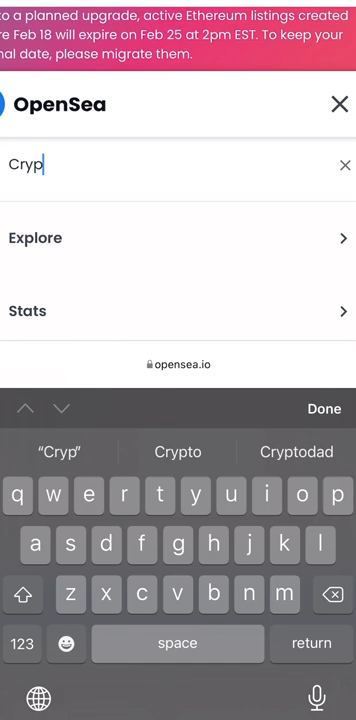 to a planned upgrade, active Ethereum listings created
re Feb 18 will expire on Feb 25 at 2pm EST. To keep your
nal date, please migrate them.
OpenSea
Cryp
Explore
Stats
opensea.io
Done
“Cryp” Crypto Cryptodad
q w e r t y u i o p
a s d f g h j k l
z x c v b n m
123 space return